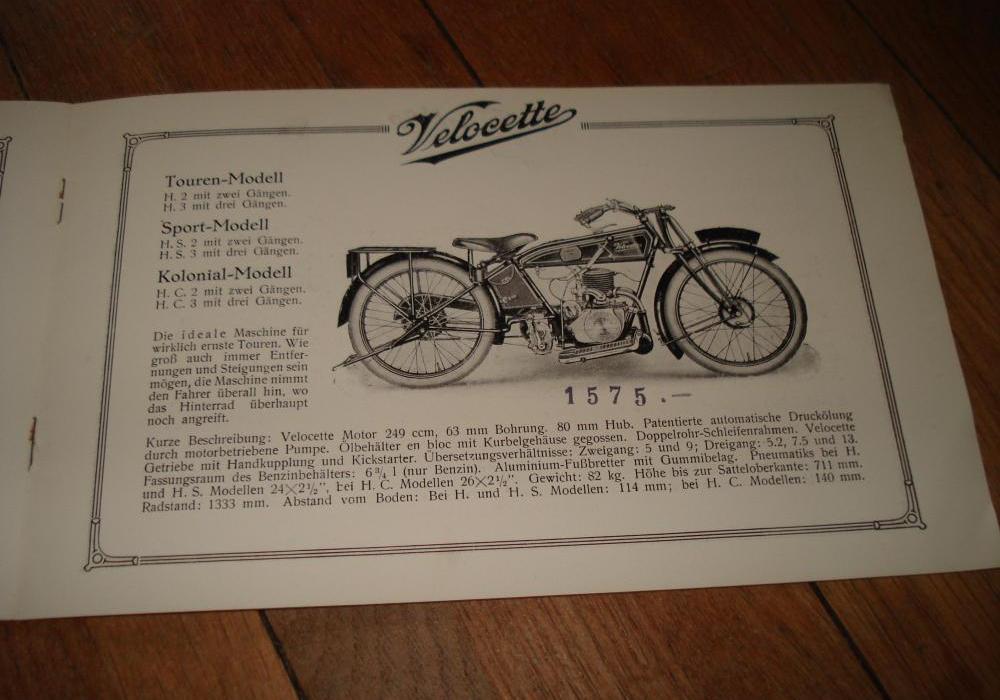 Velocette
Touren-Modell
H. 2 mit zwei Gängen.
H. 3 mit drei Gängen.
Sport-Modell
H. S. 2 mit zwei Gängen.
H. S. 3 mit drei Gängen.
Kolonial-Modell
H. C. 2 mit zwei Gängen.
H. C. 3 mit drei Gängen.
Die ideale Maschine für
wirklich ernste Touren. Wie
groß auch immer Entfer-
nungen und Steigungen sein
mögen, die Maschine nimmt
den Fahrer überall hin, wo
das Hinterrad überhaupt
noch angreift.
1575.—
Kurze Beschreibung: Velocette Motor 249 ccm, 63 mm Bohrung. 80 mm Hub. Patentierte automatische Druckölung
durch motorbetriebene Pumpe. Ölbehälter en bloc mit Kurbelgehäuse gegossen. Doppelrohr-Schleifenrahmen. Velocette
Getriebe mit Handkupplung und Kickstarter. Übersetzungsverhältnisse: Zweigang: 5 und 9; Dreigang: 5.2, 7.5 und 13.
Fassungsraum des Benzinbehälters: 6 3/4 l (nur Benzin). Aluminium-Fußbretter mit Gummibelag. Pneumatiks bei H.
und H. S. Modellen 24×2½", bei H. C. Modellen 26×2½". Gewicht: 82 kg. Höhe bis zur Satteloberkante: 711 mm.
Radstand: 1333 mm. Abstand vom Boden: Bei H. und H. S. Modellen: 114 mm; bei H. C. Modellen: 140 mm.